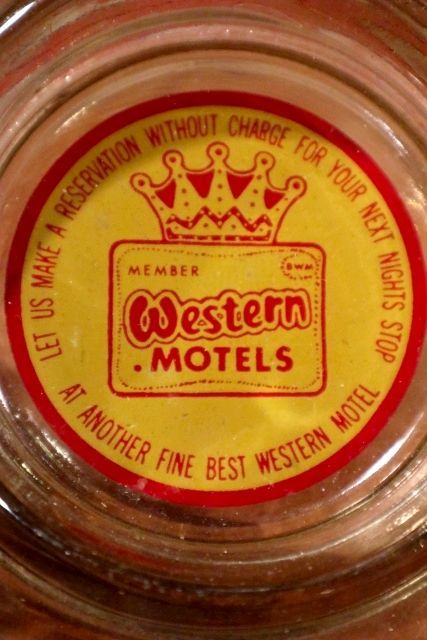 LET US MAKE A RESERVATION WITHOUT CHARGE FOR YOUR NEXT NIGHTS STOP
MEMBER BWM
Western
.MOTELS
AT ANOTHER FINE BEST WESTERN MOTEL